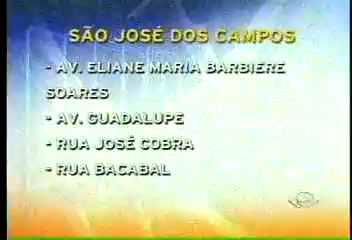 SÃO JOSÉ DOS CAMPOS
- AV. ELIANE MARIA BARBIERE
SOARES
- AV. GUADALUPE
- RUA JOSÉ COBRA
- RUA BACABAL